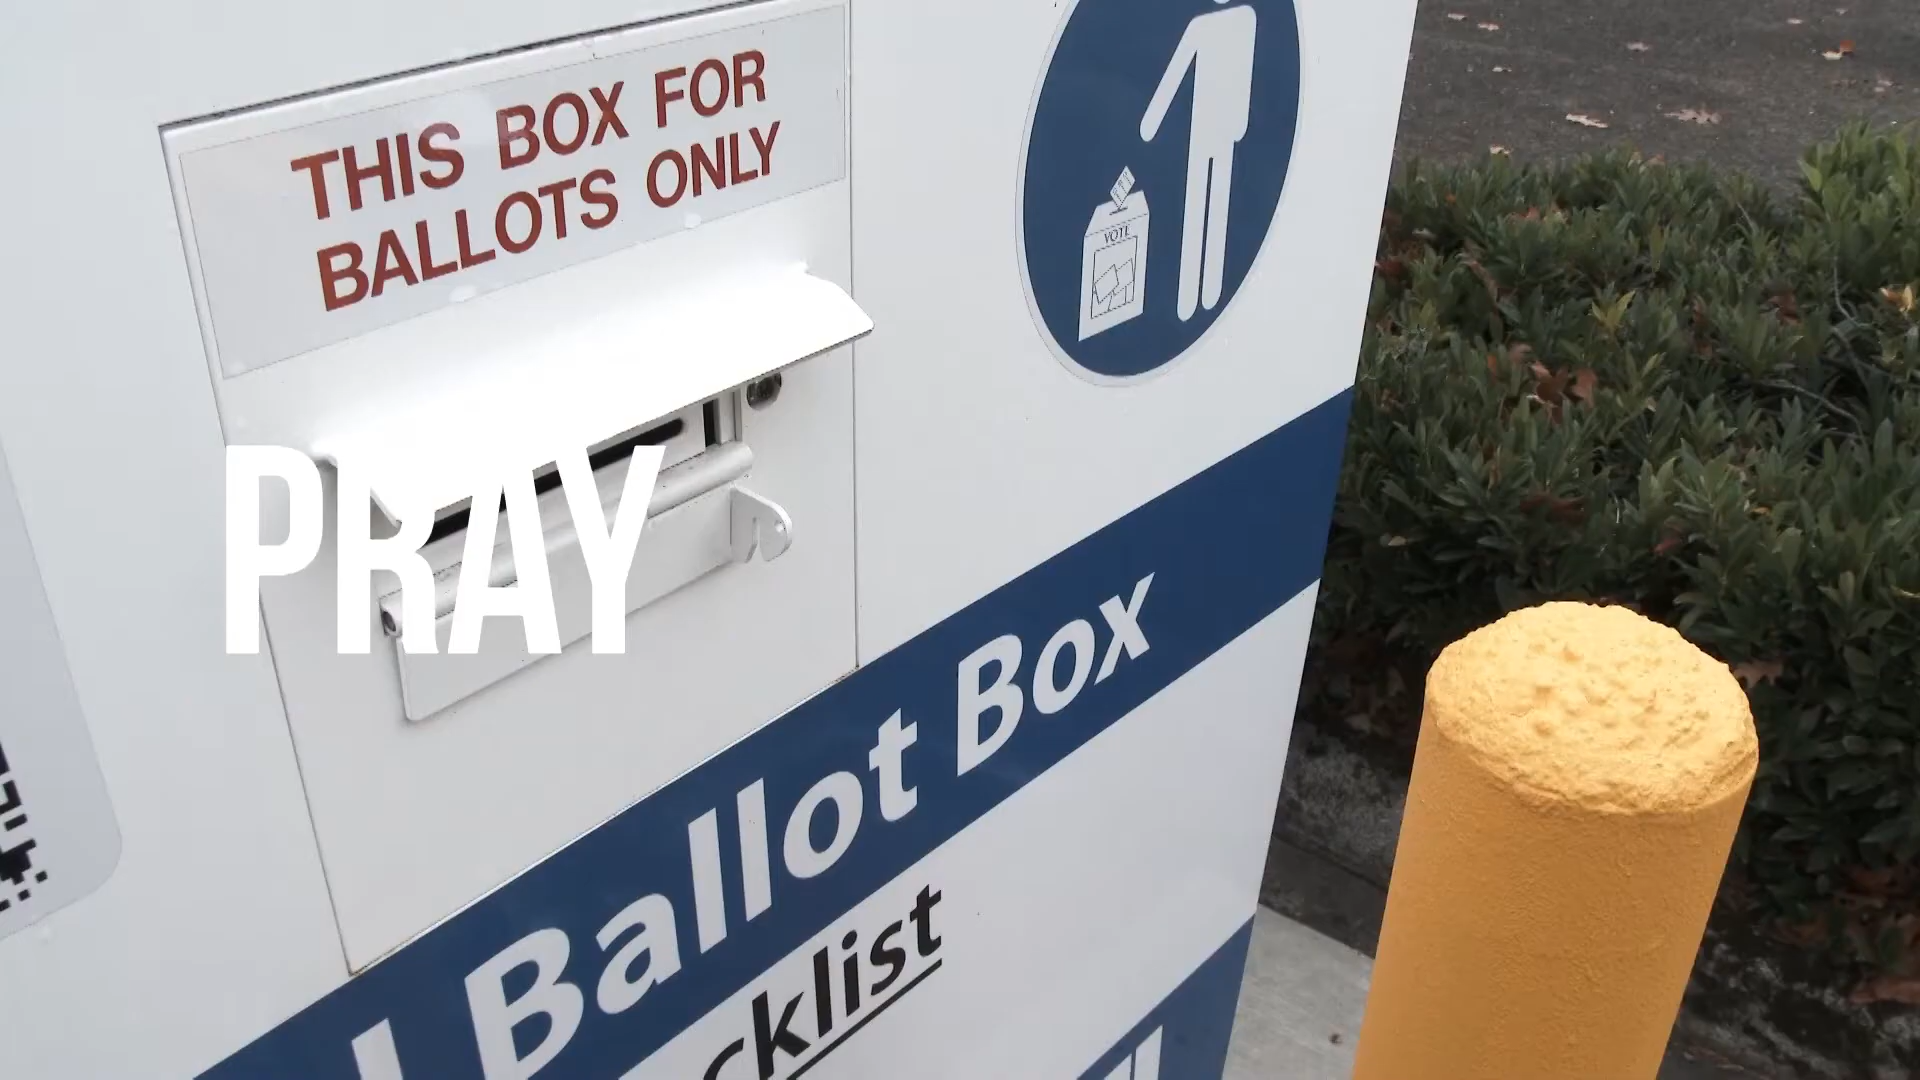 THIS BOX FOR
BALLOTS ONLY
VOTE
PRAY
Ballot Box
cklist